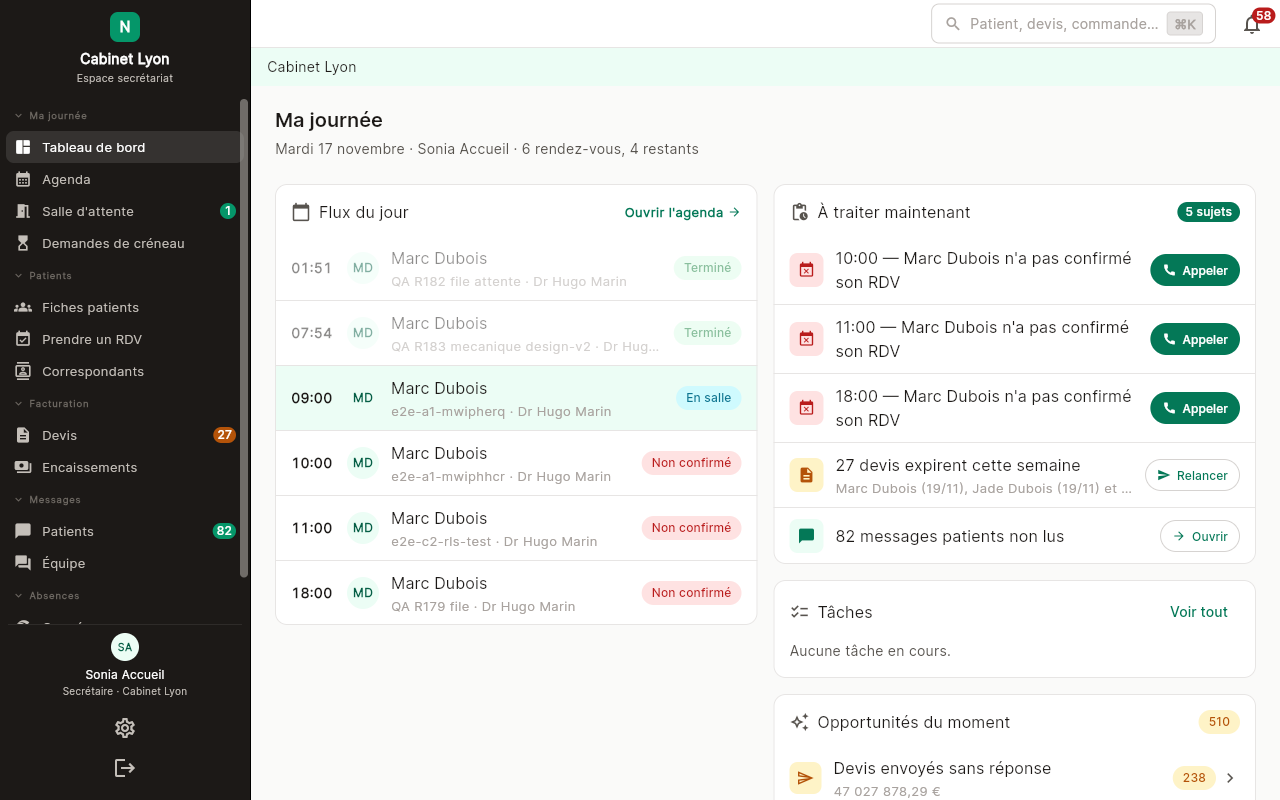 N
Cabinet Lyon
Espace secrétariat
Ma journée
Tableau de bord
Agenda
Salle d'attente 1
Demandes de créneau
Patients
Fiches patients
Prendre un RDV
Correspondants
Facturation
Devis 27
Encaissements
Messages
Patients 82
Équipe
Absences
SA
Sonia Accueil
Secrétaire · Cabinet Lyon
Patient, devis, commande... ⌘K
58
Cabinet Lyon
Ma journée
Mardi 17 novembre · Sonia Accueil · 6 rendez-vous, 4 restants
Flux du jour Ouvrir l'agenda →
01:51 MD Marc Dubois Terminé
QA R182 file attente · Dr Hugo Marin
07:54 MD Marc Dubois Terminé
QA R183 mecanique design-v2 · Dr Hug...
09:00 MD Marc Dubois En salle
e2e-a1-mwipherq · Dr Hugo Marin
10:00 MD Marc Dubois Non confirmé
e2e-a1-mwiphhcr · Dr Hugo Marin
11:00 MD Marc Dubois Non confirmé
e2e-c2-rls-test · Dr Hugo Marin
18:00 MD Marc Dubois Non confirmé
QA R179 file · Dr Hugo Marin
À traiter maintenant 5 sujets
10:00 — Marc Dubois n'a pas confirmé
son RDV
Appeler
11:00 — Marc Dubois n'a pas confirmé
son RDV
Appeler
18:00 — Marc Dubois n'a pas confirmé
son RDV
Appeler
27 devis expirent cette semaine
Marc Dubois (19/11), Jade Dubois (19/11) et ...
Relancer
82 messages patients non lus
Ouvrir
Tâches Voir tout
Aucune tâche en cours.
Opportunités du moment 510
Devis envoyés sans réponse 238
47 027 878,29 €